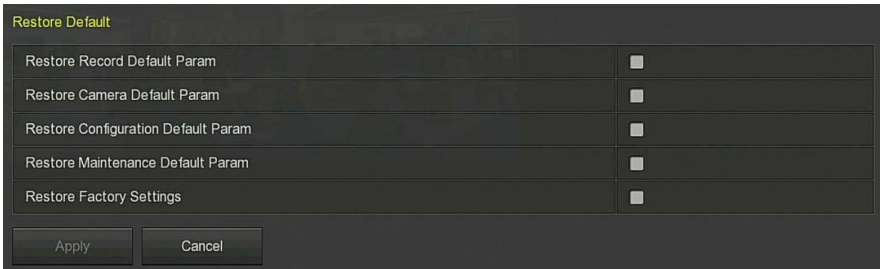 Restore Default
Restore Record Default Param
Restore Camera Default Param
Restore Configuration Default Param
Restore Maintenance Default Param
Restore Factory Settings
Apply Cancel